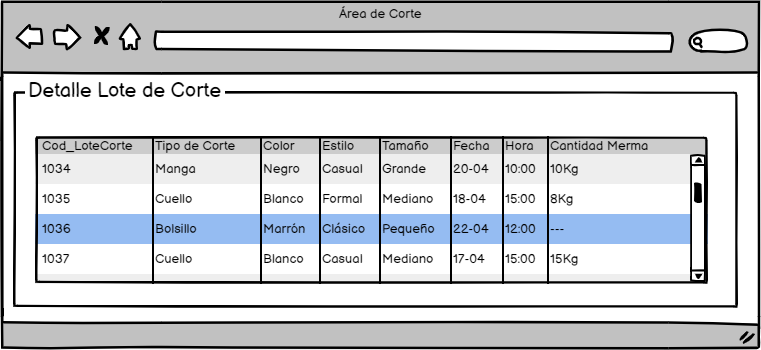 Área de Corte
Detalle Lote de Corte
Cod_LoteCorte Tipo de Corte Color Estilo Tamaño Fecha Hora Cantidad Merma
1034 Manga Negro Casual Grande 20-04 10:00 10Kg
1035 Cuello Blanco Formal Mediano 18-04 15:00 8Kg
1036 Bolsillo Marrón Clásico Pequeño 22-04 12:00 ---
1037 Cuello Blanco Casual Mediano 17-04 15:00 15Kg